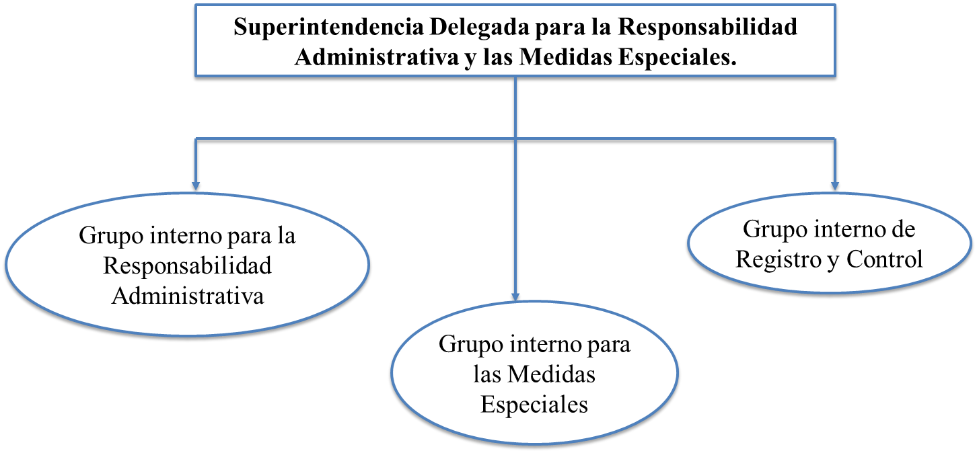 Superintendencia Delegada para la Responsabilidad
Administrativa y las Medidas Especiales.
Grupo interno para la
Responsabilidad
Administrativa
Grupo interno para
las Medidas
Especiales
Grupo interno de
Registro y Control